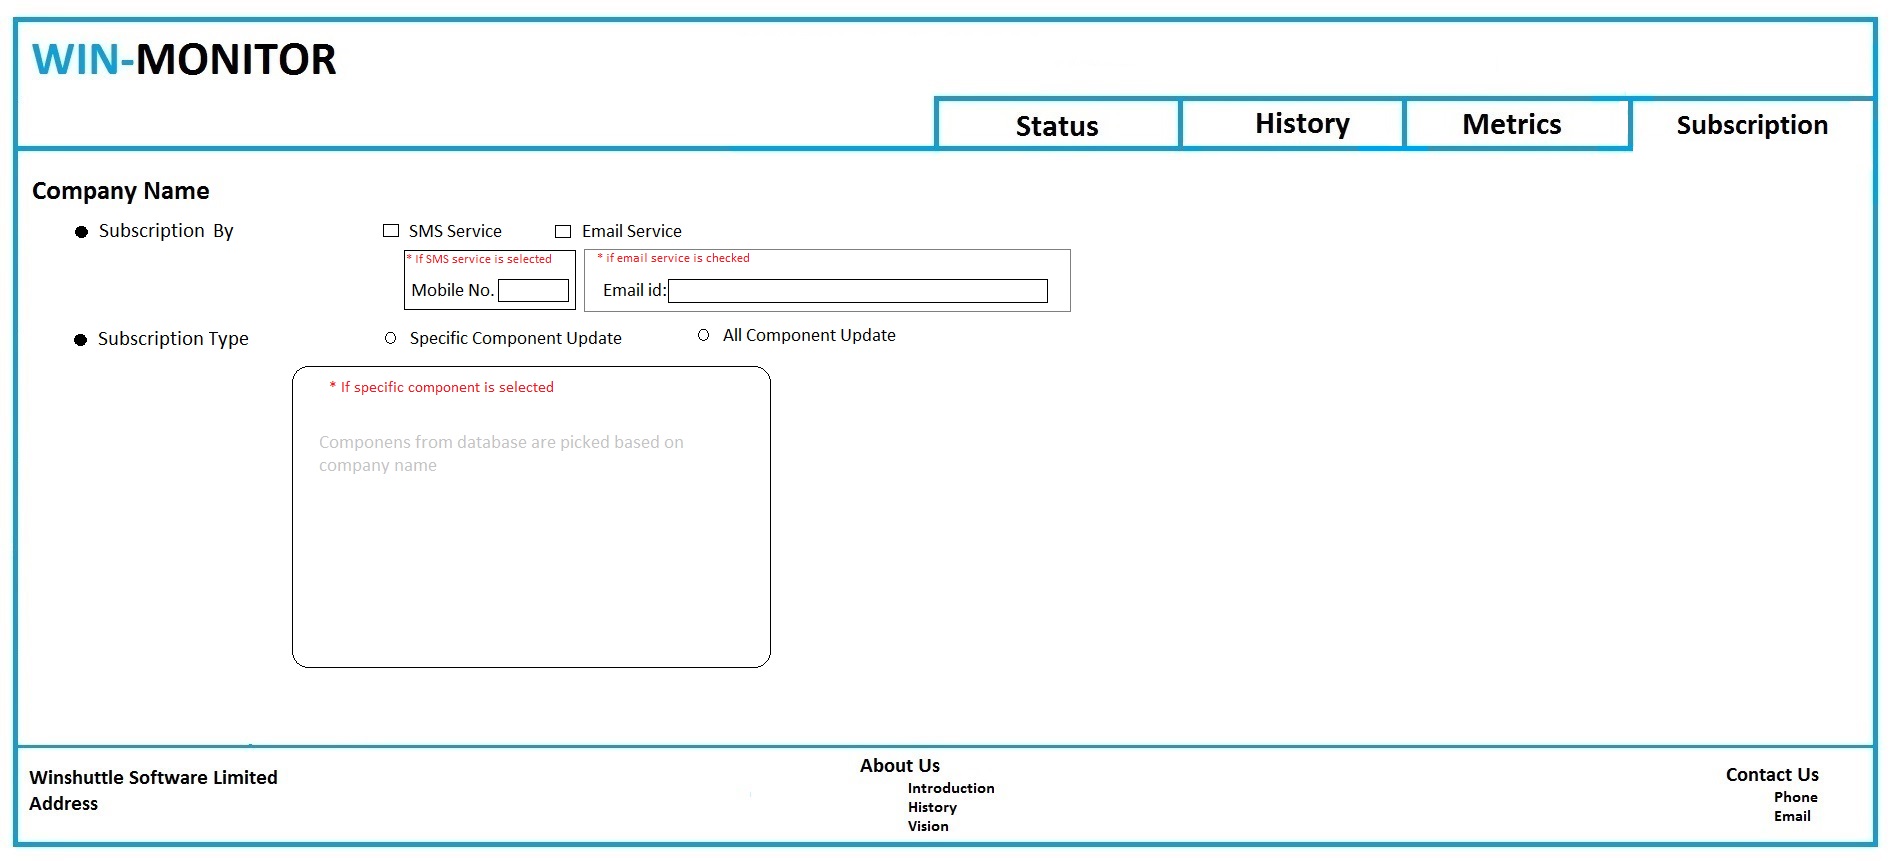 WIN-MONITOR
Status History Metrics Subscription
Company Name
Subscription By SMS Service Email Service
* If SMS service is selected * if email service is checked
Mobile No. Email id:
Subscription Type Specific Component Update All Component Update
* If specific component is selected
Componens from database are picked based on
company name
Winshuttle Software Limited
Address
About Us
Introduction
History
Vision
Contact Us
Phone
Email